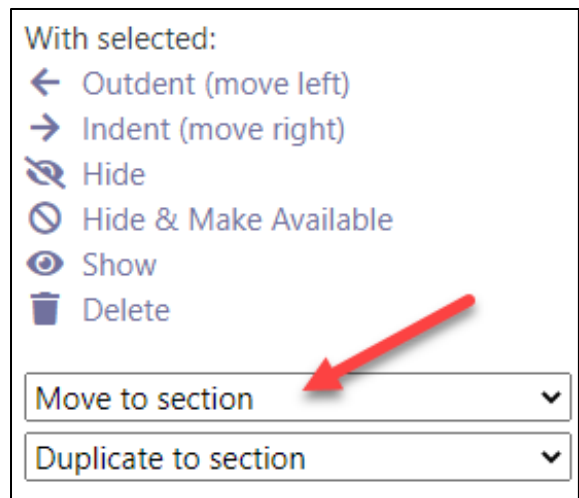 With selected:
Outdent (move left)
Indent (move right)
Hide
Hide & Make Available
Show
Delete
Move to section
Duplicate to section